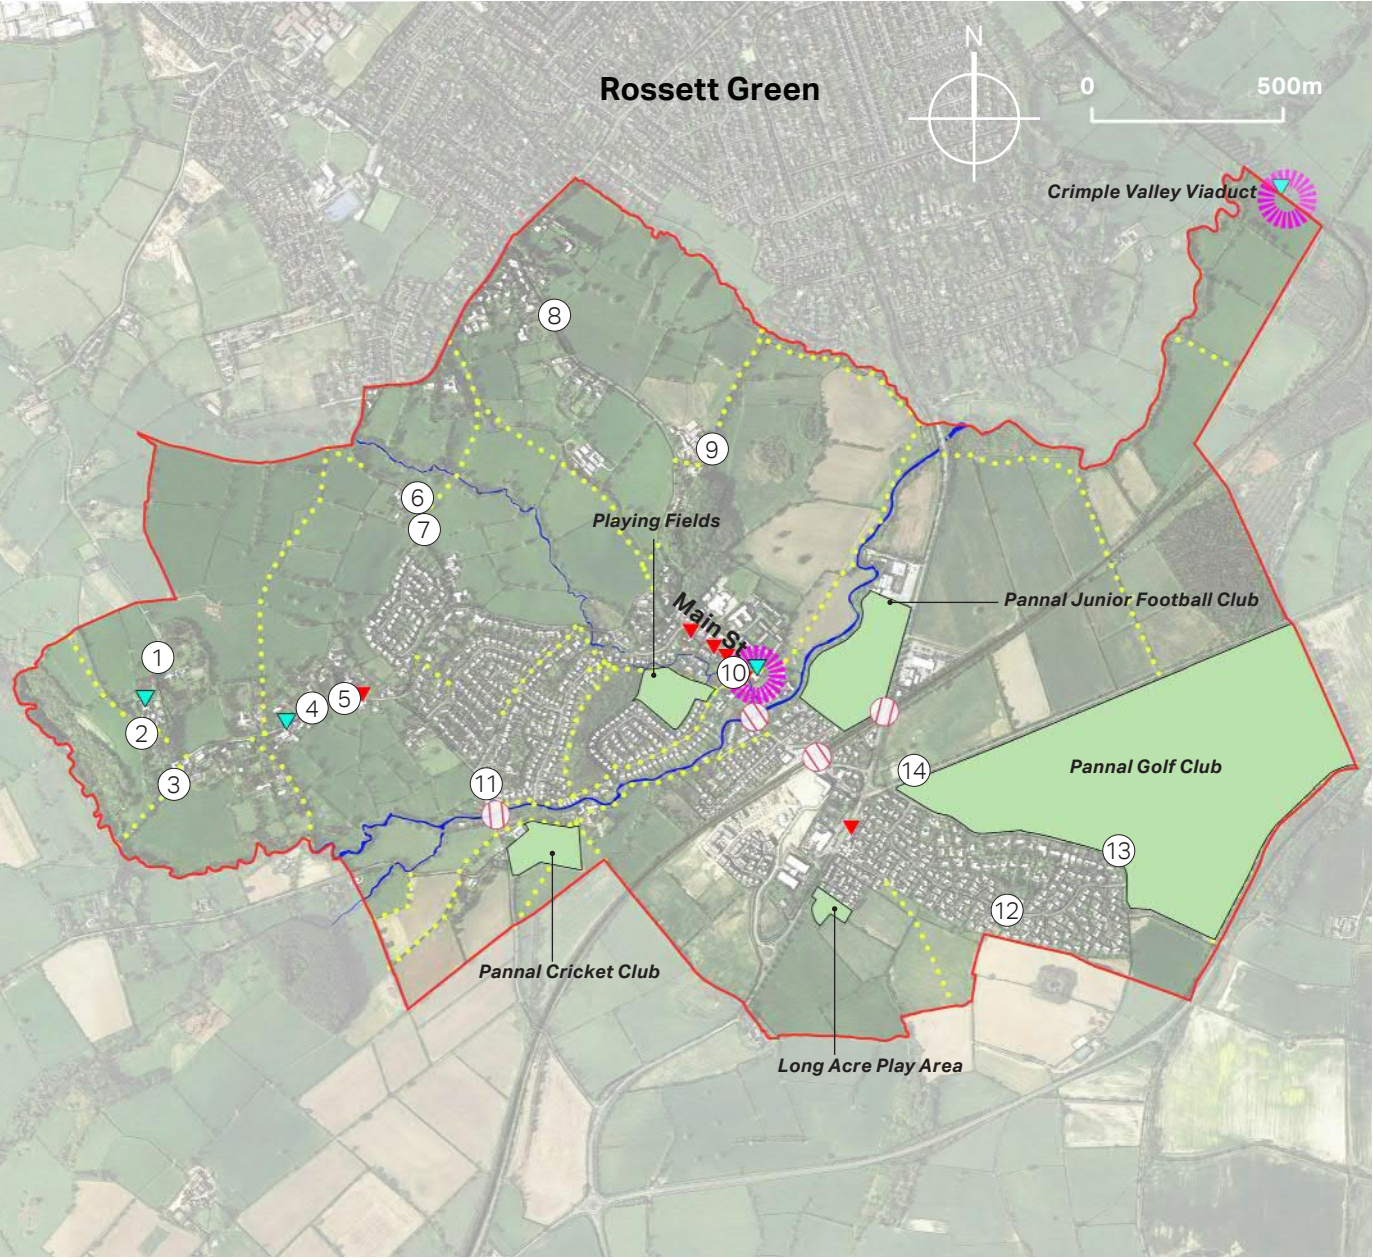 N
Rossett Green
0
500m
Crimple Valley Viaduct
8
9
6
7
Playing Fields
Main St
Pannal Junior Football Club
1
10
5
4
2
3
11
14
Pannal Golf Club
13
12
Pannal Cricket Club
Long Acre Play Area